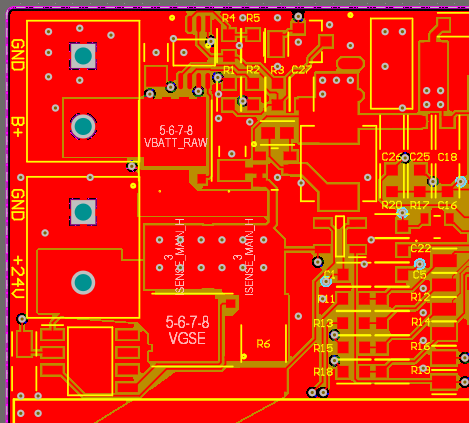 R4 R5
GND
R1 R2 R3 C27
B+
5-6-7-8
VBATT_RAW
C26 C25 C18
GND
R20 R17 C16
3
ISENSE_MAIN_H
3
ISENSE_MAIN_H
C22
+24V
C1
C5
R11
R12
5-6-7-8
VGSE
R13
R14
R6
R15
R16
R18